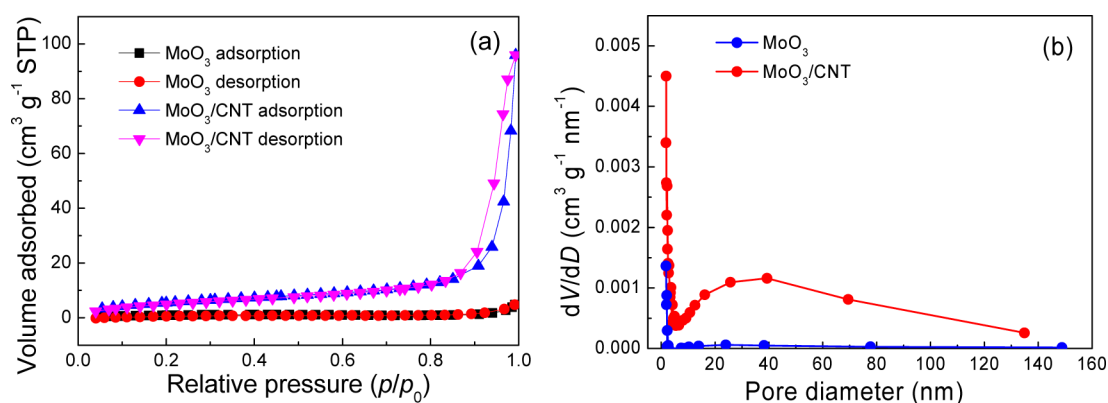 (a)
MoO₃ adsorption
MoO₃ desorption
MoO₃/CNT adsorption
MoO₃/CNT desorption
100
80
60
40
20
0
0.0 0.2 0.4 0.6 0.8 1.0
Volume adsorbed (cm³ g⁻¹ STP)
Relative pressure (p/p₀)
(b)
MoO₃
MoO₃/CNT
0.005
0.004
0.003
0.002
0.001
0.000
0 20 40 60 80 100 120 140 160
dV/dD (cm³ g⁻¹ nm⁻¹)
Pore diameter (nm)